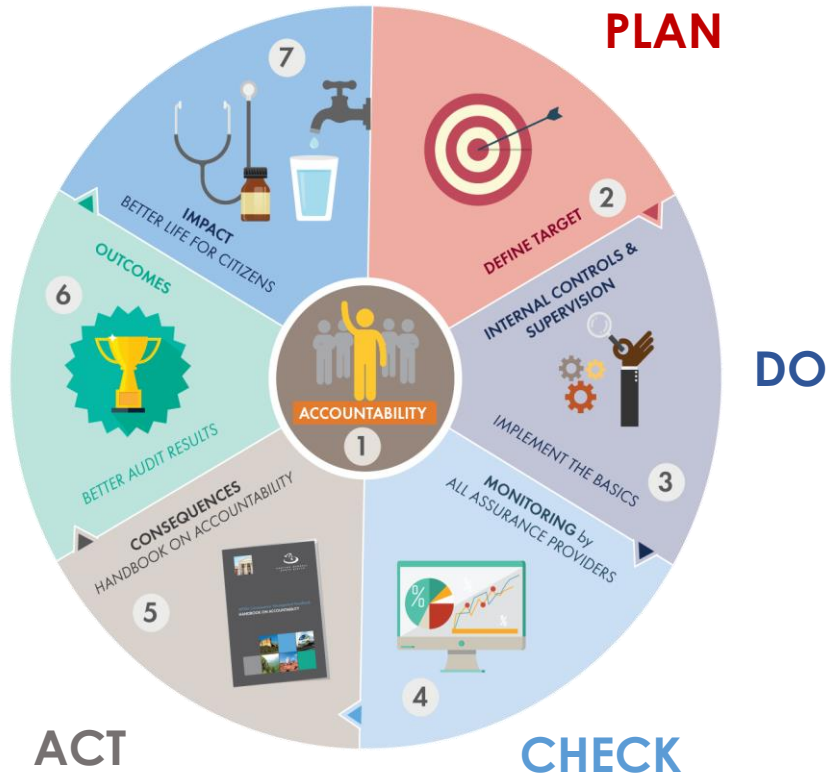 PLAN
7
IMPACT
BETTER LIFE FOR CITIZENS
2
DEFINE TARGET
INTERNAL CONTROLS &
SUPERVISION
IMPLEMENT THE BASICS
3
DO
OUTCOMES
6
BETTER AUDIT RESULTS
ACCOUNTABILITY
1
MONITORING by
ALL ASSURANCE PROVIDERS
%
4
CONSEQUENCES
HANDBOOK ON ACCOUNTABILITY
HANDBOOK ON ACCOUNTABILITY
5
ACT
CHECK